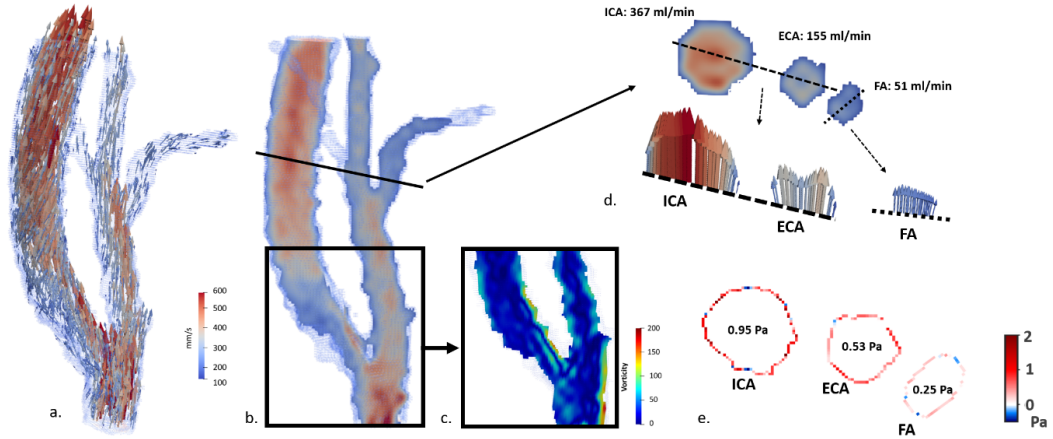 600
500
400
300
200
100
mm/s
a.
b.
c.
200
150
100
50
0
Vorticity
ICA: 367 ml/min
ECA: 155 ml/min
FA: 51 ml/min
d.
ICA
ECA
FA
0.95 Pa
ICA
0.53 Pa
ECA
0.25 Pa
FA
e.
2
1
0
-1
Pa